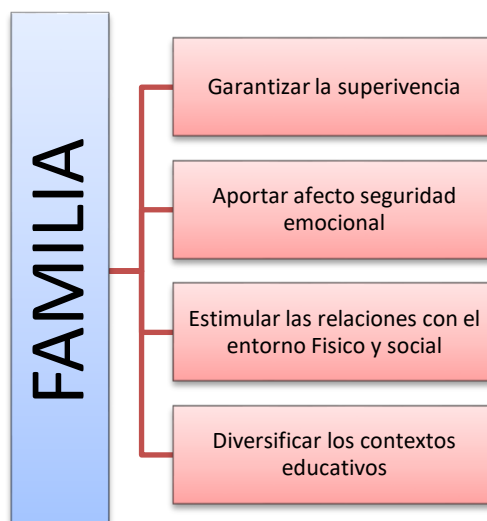 FAMILIA
Garantizar la superivencia
Aportar afecto seguridad
emocional
Estimular las relaciones con el
entorno Fisico y social
Diversificar los contextos
educativos